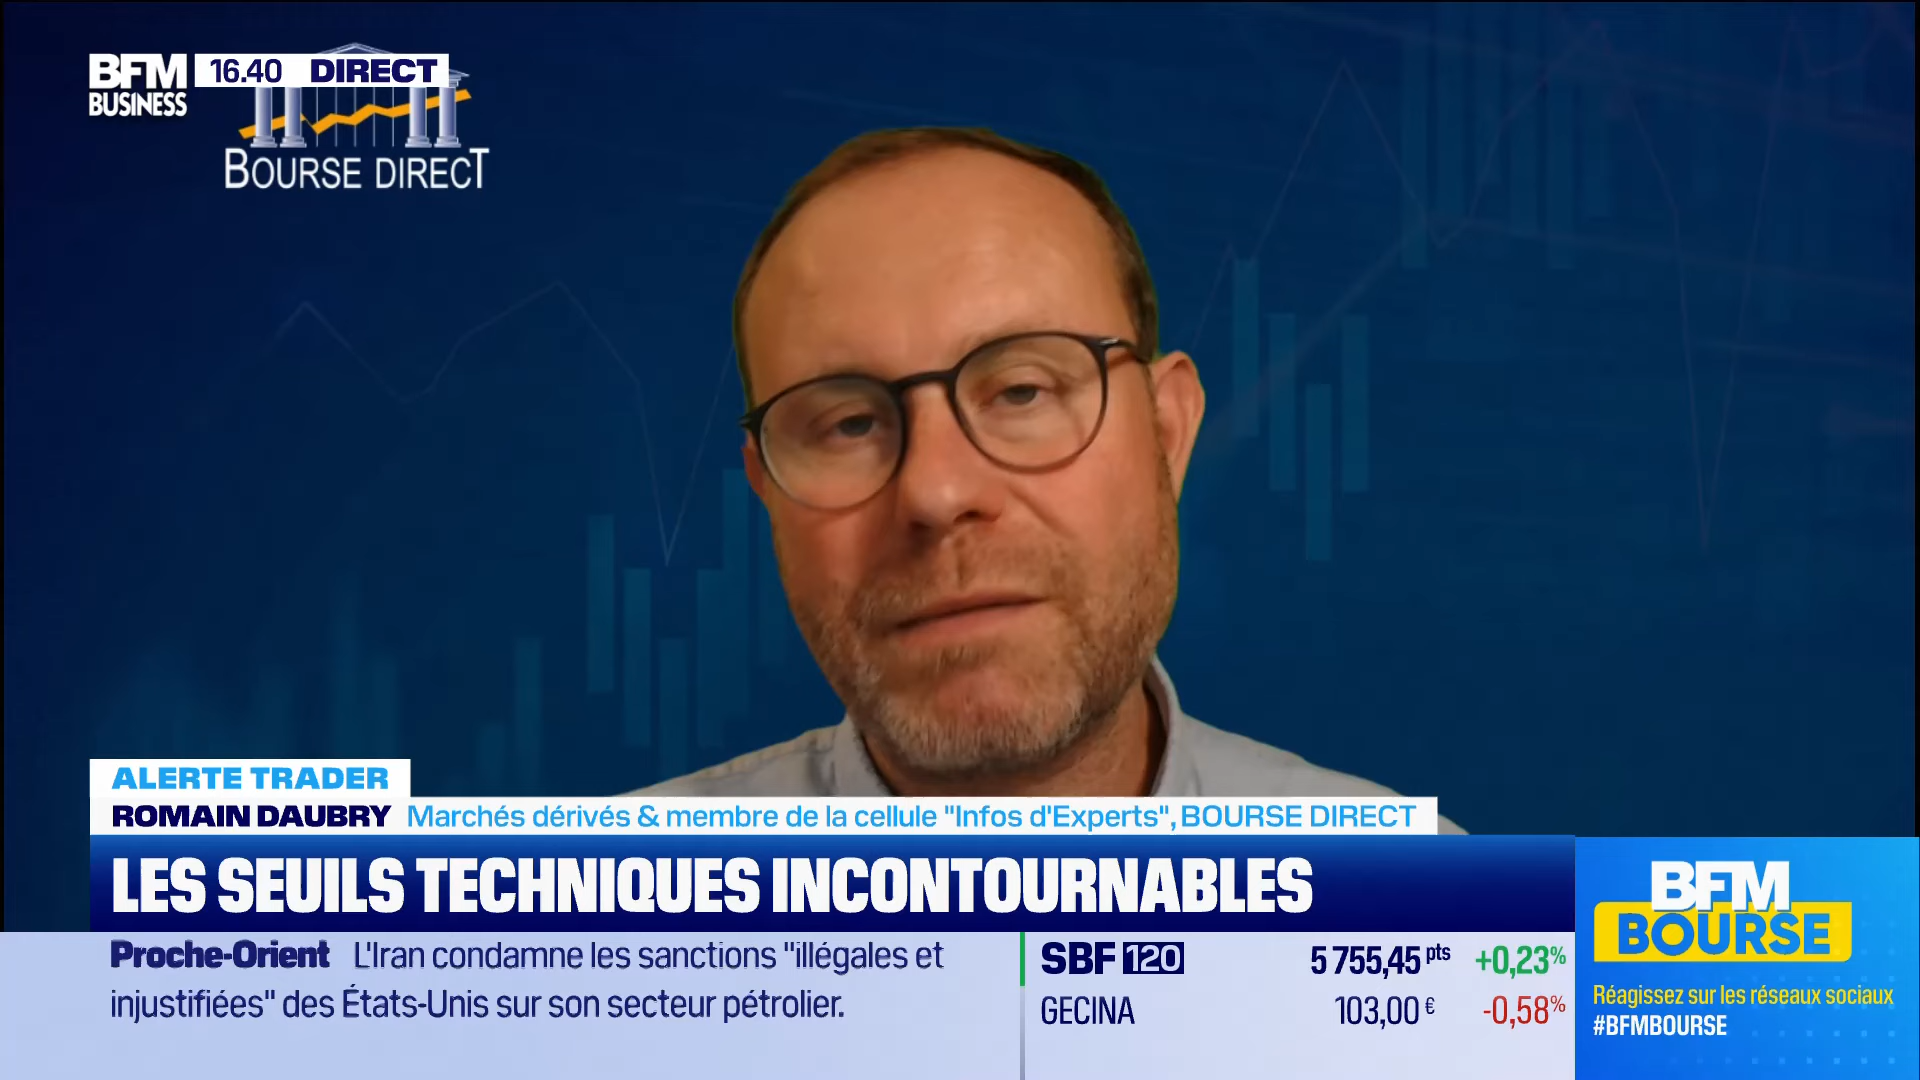 BFM 16.40 DIRECT
BUSINESS
BOURSE DIRECT
ALERTE TRADER
ROMAIN DAUBRY Marchés dérivés & membre de la cellule "Infos d'Experts", BOURSE DIRECT
LES SEUILS TECHNIQUES INCONTOURNABLES
Proche-Orient L'Iran condamne les sanctions "illégales et
injustifiées" des États-Unis sur son secteur pétrolier.
SBF 120 5 755,45 pts +0,23%
GECINA 103,00 € -0,58%
BFM
BOURSE
Réagissez sur les réseaux sociaux
#BFMBOURSE